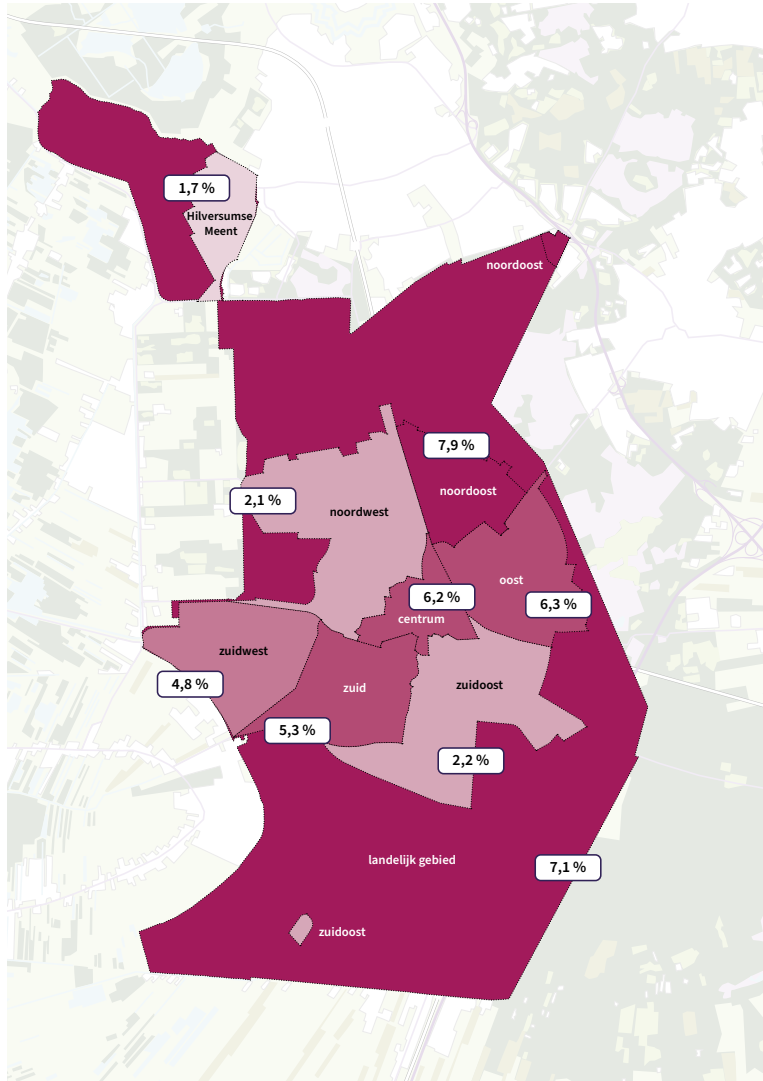 1,7 %
Hilversumse
Meent
noordoost
7,9 %
noordoost
2,1 %
noordwest
oost
6,2 %
6,3 %
centrum
zuidwest
4,8 %
zuid
zuidoost
5,3 %
2,2 %
landelijk gebied
7,1 %
zuidoost